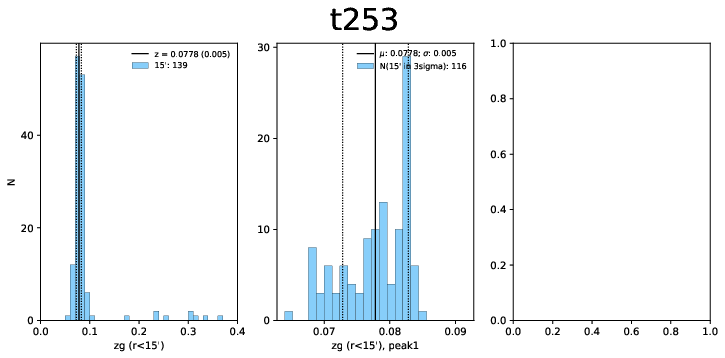 t253
z = 0.0778 (0.005)
15': 139
N
0
20
40
0.0 0.1 0.2 0.3 0.4
zg (r<15')
μ: 0.0778; σ: 0.005
N(15' in 3sigma): 116
0
10
20
30
0.07 0.08 0.09
zg (r<15'), peak1
1.0
0.8
0.6
0.4
0.2
0.0
0.0 0.2 0.4 0.6 0.8 1.0